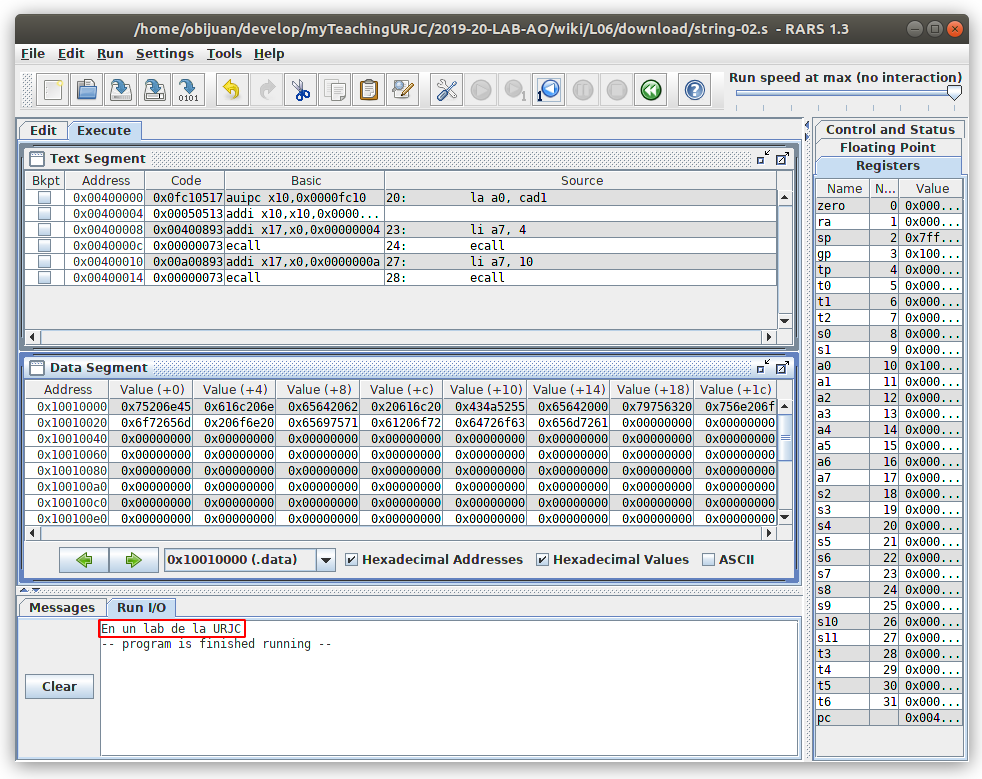 /home/obijuan/develop/myTeachingURJC/2019-20-LAB-AO/wiki/L06/download/string-02.s - RARS 1.3
File Edit Run Settings Tools Help
Run speed at max (no interaction)
Edit Execute
Text Segment
Bkpt Address Code Basic Source
0x00400000 0x0fc10517 auipc x10,0x0000fc10 20: la a0, cad1
0x00400004 0x00050513 addi x10,x10,0x0000...
0x00400008 0x00400893 addi x17,x0,0x00000004 23: li a7, 4
0x0040000c 0x00000073 ecall 24: ecall
0x00400010 0x00a00893 addi x17,x0,0x0000000a 27: li a7, 10
0x00400014 0x00000073 ecall 28: ecall
Data Segment
Address Value (+0) Value (+4) Value (+8) Value (+c) Value (+10) Value (+14) Value (+18) Value (+1c)
0x10010000 0x75206e45 0x616c206e 0x65642062 0x20616c20 0x434a5255 0x65642000 0x79756320 0x756e206f
0x10010020 0x6f72656d 0x206f6e20 0x65697571 0x61206f72 0x64726f63 0x656d7261 0x00000000 0x00000000
0x10010040 0x00000000 0x00000000 0x00000000 0x00000000 0x00000000 0x00000000 0x00000000 0x00000000
0x10010060 0x00000000 0x00000000 0x00000000 0x00000000 0x00000000 0x00000000 0x00000000 0x00000000
0x10010080 0x00000000 0x00000000 0x00000000 0x00000000 0x00000000 0x00000000 0x00000000 0x00000000
0x100100a0 0x00000000 0x00000000 0x00000000 0x00000000 0x00000000 0x00000000 0x00000000 0x00000000
0x100100c0 0x00000000 0x00000000 0x00000000 0x00000000 0x00000000 0x00000000 0x00000000 0x00000000
0x100100e0 0x00000000 0x00000000 0x00000000 0x00000000 0x00000000 0x00000000 0x00000000 0x00000000
0x10010000 (.data) Hexadecimal Addresses Hexadecimal Values ASCII
Messages Run I/O
En un lab de la URJC
-- program is finished running --
Clear
Control and Status
Floating Point
Registers
Name N... Value
zero 0 0x000...
ra 1 0x000...
sp 2 0x7ff...
gp 3 0x100...
tp 4 0x000...
t0 5 0x000...
t1 6 0x000...
t2 7 0x000...
s0 8 0x000...
s1 9 0x000...
a0 10 0x100...
a1 11 0x000...
a2 12 0x000...
a3 13 0x000...
a4 14 0x000...
a5 15 0x000...
a6 16 0x000...
a7 17 0x000...
s2 18 0x000...
s3 19 0x000...
s4 20 0x000...
s5 21 0x000...
s6 22 0x000...
s7 23 0x000...
s8 24 0x000...
s9 25 0x000...
s10 26 0x000...
s11 27 0x000...
t3 28 0x000...
t4 29 0x000...
t5 30 0x000...
t6 31 0x000...
pc 0x004...